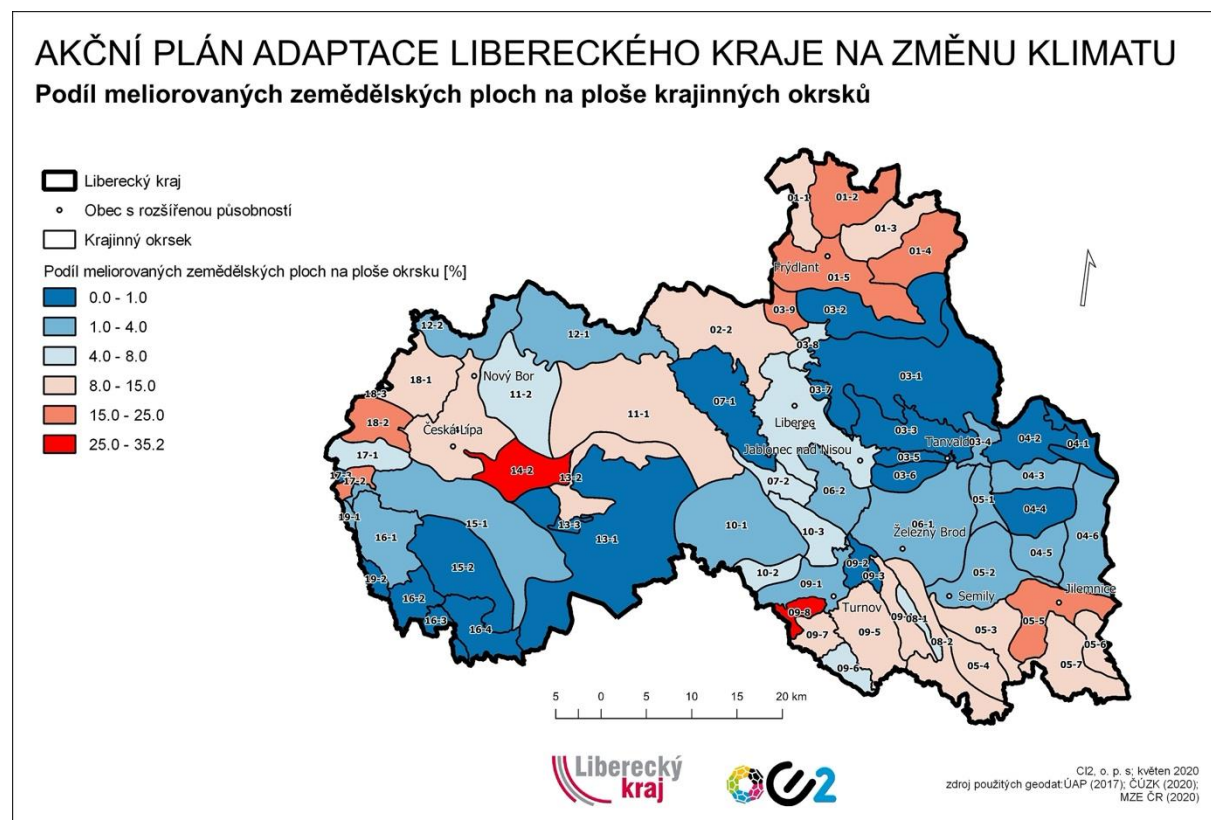 AKČNÍ PLÁN ADAPTACE LIBERECKÉHO KRAJE NA ZMĚNU KLIMATU
Podíl meliorovaných zemědělských ploch na ploše krajinných okrsků
Liberecký kraj
Obec s rozšířenou působností
Krajinný okrsek
Podíl meliorovaných zemědělských ploch na ploše okrsku [%]
0.0 - 1.0
1.0 - 4.0
4.0 - 8.0
8.0 - 15.0
15.0 - 25.0
25.0 - 35.2
01-1
01-2
01-3
01-4
Frýdlant
01-5
03-9
03-2
12-2
12-1
02-2
03-8
03-1
18-1
Nový Bor
11-2
07-1
03-7
18-3
11-1
Liberec
18-2
Česká Lípa
03-3
Tanvald
03-4
04-2
04-1
Jablonec nad Nisou
17-1
03-5
14-2
13-2
03-6
17-3
17-2
07-2
06-2
04-3
05-1
04-4
19-1
15-1
13-3
10-1
06-1
16-1
13-1
10-3
Železný Brod
04-6
04-5
15-2
09-2
19-2
10-2
09-1
09-3
05-2
16-2
Semily
Jilemnice
16-3
09-8
Turnov
08-1
05-5
16-4
09-7
09-5
05-3
08-2
05-6
09-6
05-4
05-7
5 0 5 10 15 20 km
Liberecký
kraj
CI2, o. p. s; květen 2020
zdroj použitých geodat:ÚAP (2017); ČÚZK (2020);
MZE ČR (2020)